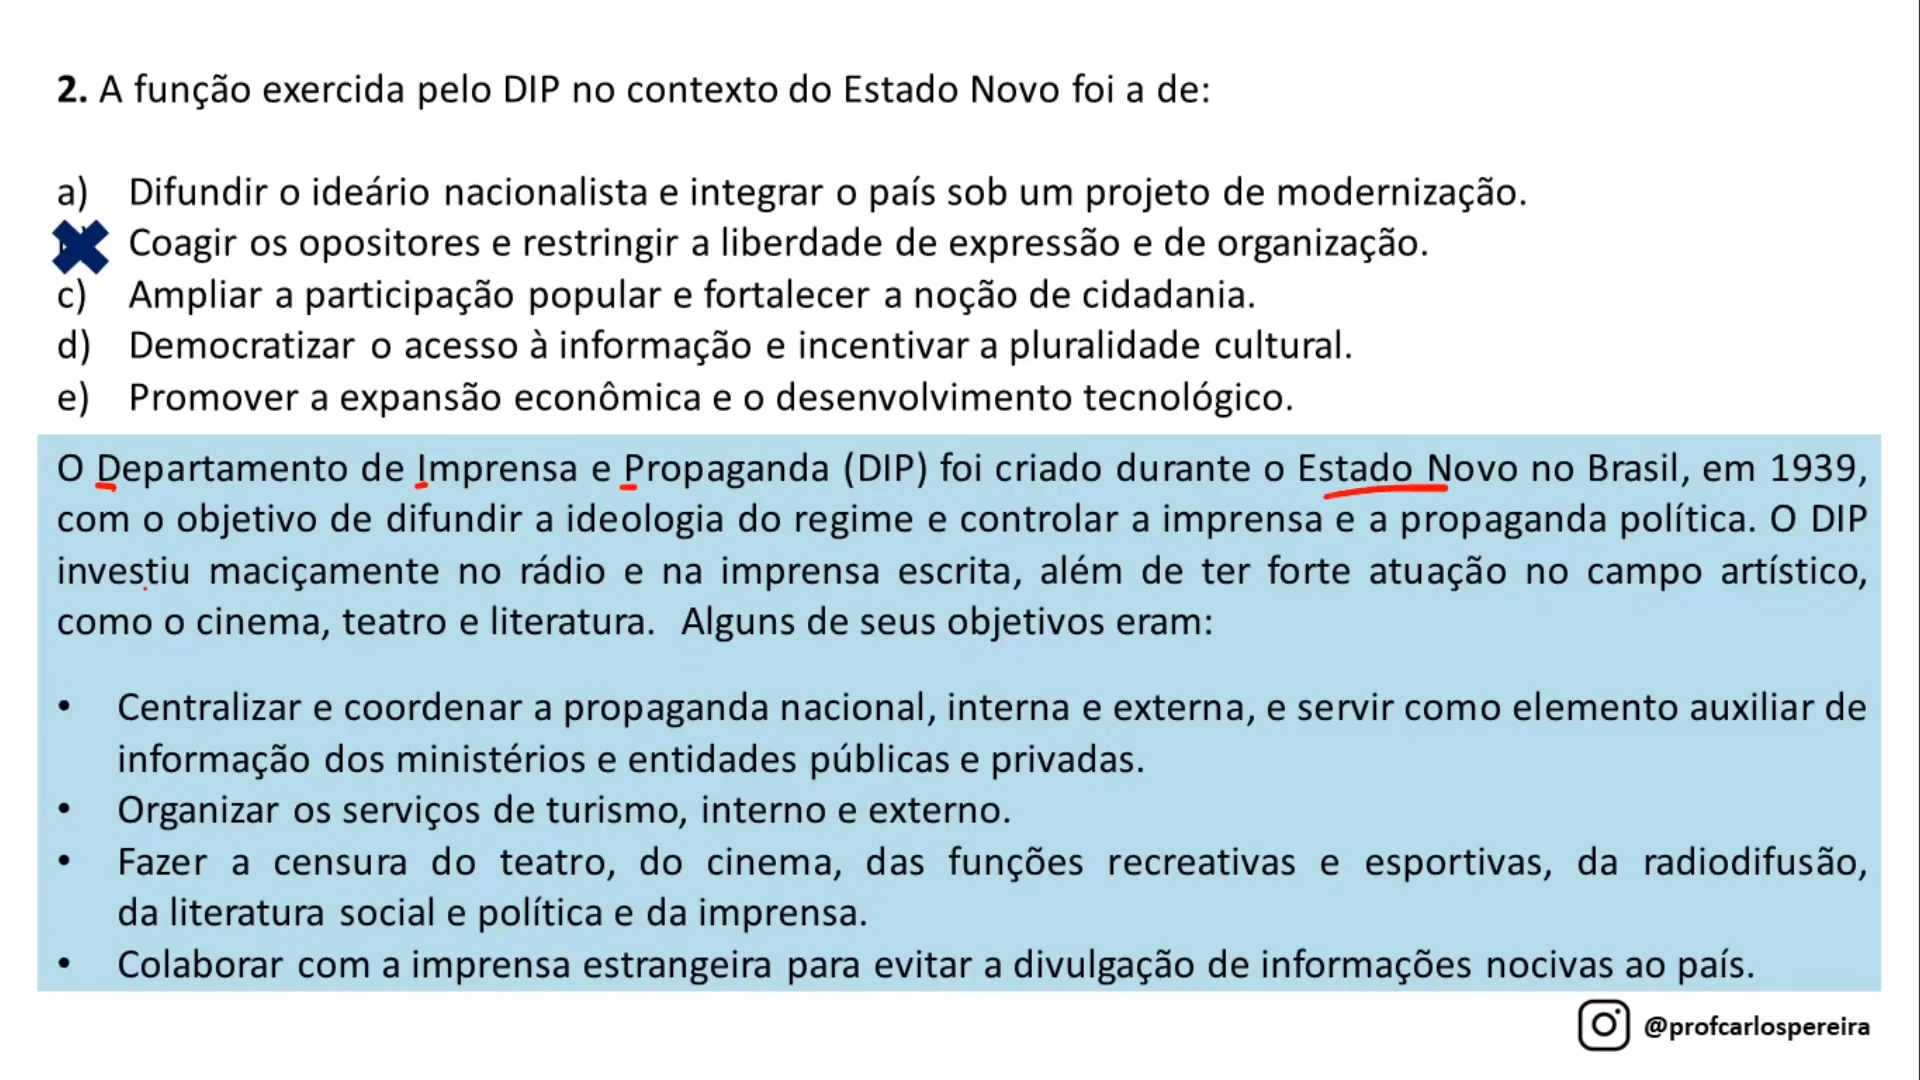 2. A função exercida pelo DIP no contexto do Estado Novo foi a de:
a) Difundir o ideário nacionalista e integrar o país sob um projeto de modernização.
Coagir os opositores e restringir a liberdade de expressão e de organização.
c) Ampliar a participação popular e fortalecer a noção de cidadania.
d) Democratizar o acesso à informação e incentivar a pluralidade cultural.
e) Promover a expansão econômica e o desenvolvimento tecnológico.
O Departamento de Imprensa e Propaganda (DIP) foi criado durante o Estado Novo no Brasil, em 1939,
com o objetivo de difundir a ideologia do regime e controlar a imprensa e a propaganda política. O DIP
investiu maciçamente no rádio e na imprensa escrita, além de ter forte atuação no campo artístico,
como o cinema, teatro e literatura. Alguns de seus objetivos eram:
• Centralizar e coordenar a propaganda nacional, interna e externa, e servir como elemento auxiliar de
informação dos ministérios e entidades públicas e privadas.
• Organizar os serviços de turismo, interno e externo.
• Fazer a censura do teatro, do cinema, das funções recreativas e esportivas, da radiodifusão,
da literatura social e política e da imprensa.
• Colaborar com a imprensa estrangeira para evitar a divulgação de informações nocivas ao país.
@profcarlospereira